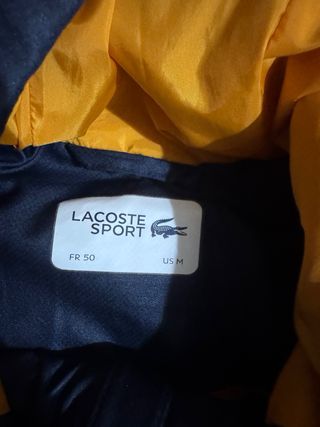 LACOSTE
SPORT
FR 50 US M